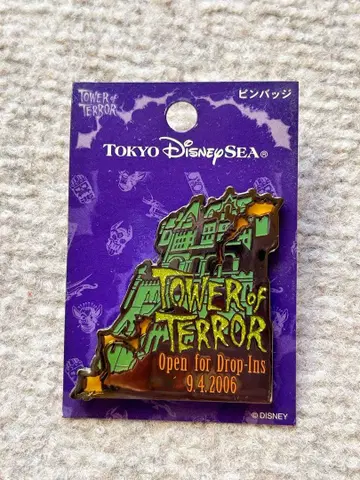 TOWER of
TERROR
ピンバッジ
TOKYO DISNEYSEA®
TOWER of
TERROR
Open for Drop-Ins
9.4.2006
© DISNEY